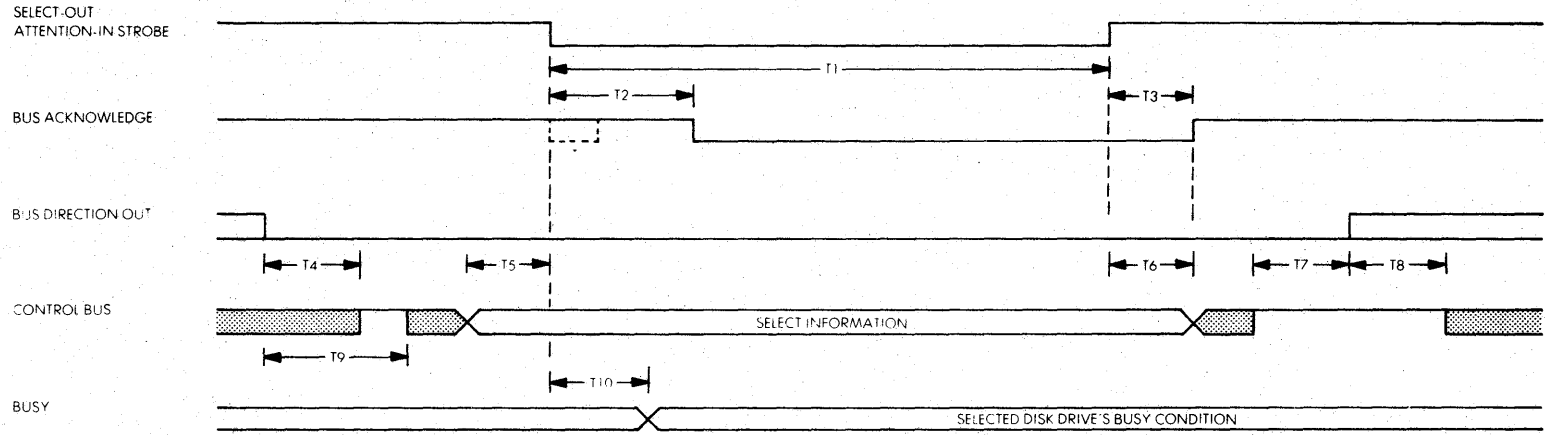 SELECT-OUT
ATTENTION-IN STROBE
T1
T2
T3
BUS ACKNOWLEDGE
BUS DIRECTION OUT
T4
T5
T6
T7
T8
CONTROL BUS
SELECT INFORMATION
T9
T10
BUSY
SELECTED DISK DRIVE'S BUSY CONDITION